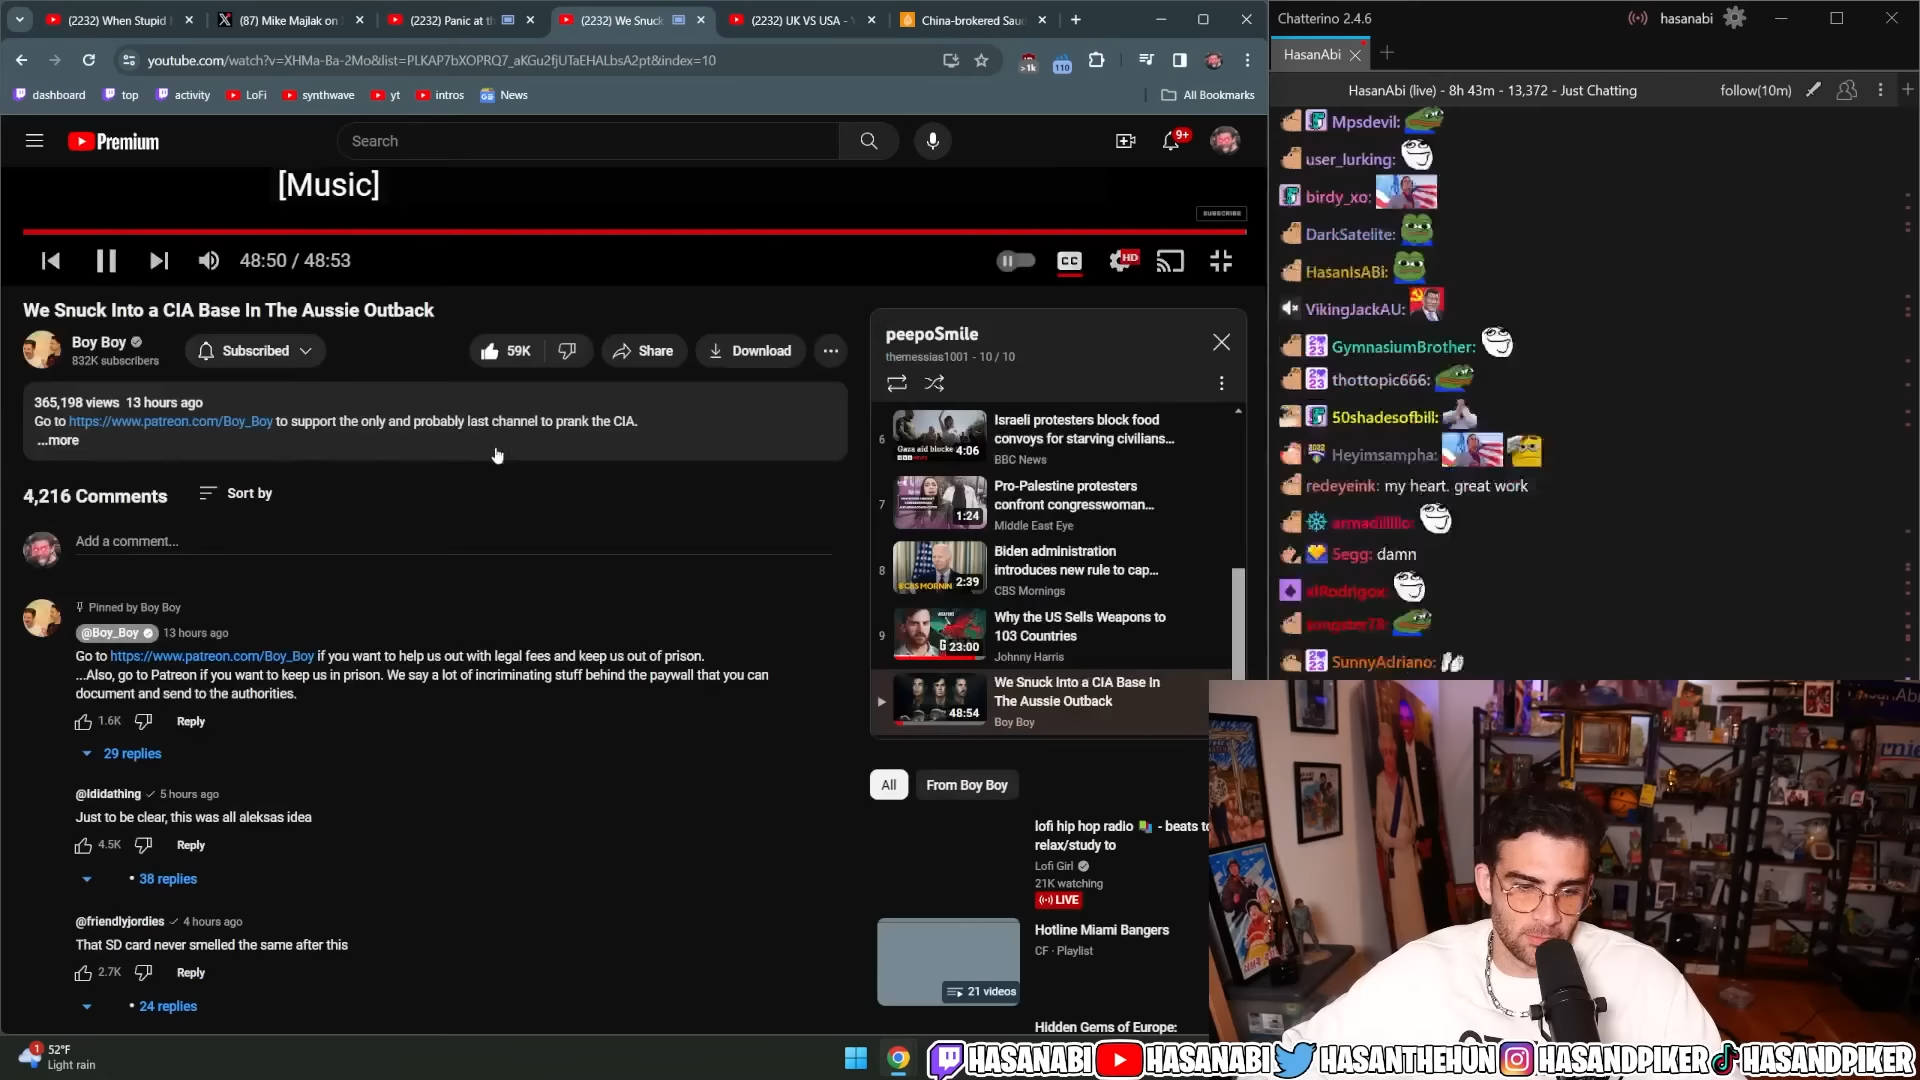 (2232) When Stupid
(87) Mike Majlak on
(2232) Panic at th
(2232) We Snuck
(2232) UK VS USA -
China-brokered Sau
youtube.com/watch?v=XHMa-Ba-2Mo&list=PLKAP7bXOPRQ7_aKGu2fjUTaEHALbsA2pt&index=10
>1k
110
dashboard
top
activity
LoFi
synthwave
yt
intros
News
All Bookmarks
Premium
Search
9+
[Music]
SUBSCRIBE
48:50 / 48:53
CC
HD
We Snuck Into a CIA Base In The Aussie Outback
Boy Boy
832K subscribers
Subscribed
59K
Share
Download
365,198 views 13 hours ago
Go to https://www.patreon.com/Boy_Boy to support the only and probably last channel to prank the CIA.
...more
4,216 Comments
Sort by
Add a comment...
Pinned by Boy Boy
@Boy_Boy
13 hours ago
Go to https://www.patreon.com/Boy_Boy if you want to help us out with legal fees and keep us out of prison.
...Also, go to Patreon if you want to keep us in prison. We say a lot of incriminating stuff behind the paywall that you can
document and send to the authorities.
1.6K
Reply
29 replies
@Ididathing
5 hours ago
Just to be clear, this was all aleksas idea
4.5K
Reply
38 replies
@friendlyjordies
4 hours ago
That SD card never smelled the same after this
2.7K
Reply
24 replies
peepoSmile
themessias1001 - 10 / 10
6
4:06
Israeli protesters block food
convoys for starving civilians...
BBC News
7
1:24
Pro-Palestine protesters
confront congresswoman...
Middle East Eye
8
2:39
Biden administration
introduces new rule to cap...
CBS Mornings
9
23:00
Why the US Sells Weapons to
103 Countries
Johnny Harris
48:54
We Snuck Into a CIA Base In
The Aussie Outback
Boy Boy
All
From Boy Boy
lofi hip hop radio - beats to
relax/study to
Lofi Girl
21K watching
LIVE
Hotline Miami Bangers
CF · Playlist
21 videos
Hidden Gems of Europe:
Chatterino 2.4.6
hasanabi
HasanAbi
HasanAbi (live) - 8h 43m - 13,372 - Just Chatting
follow(10m)
Mpsdevil:
user_lurking:
birdy_xo:
DarkSatelite:
HasanIsABi:
VikingJackAU:
GymnasiumBrother:
thottopic666:
50shadesofbill:
Heyimsampha:
redeyeink: my heart. great work
armadillllo:
5egg: damn
xlRodrigox:
songster78:
SunnyAdriano:
1
52°F
Light rain
HASANABI
HASANABI
HASANTHEHUN
HASANDPIKER
HASANDPIKER